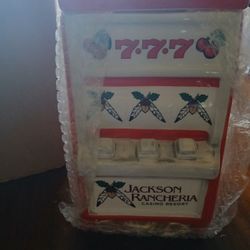 7·7·7
JACKSON
RANCHERIA
CASINO RESORT